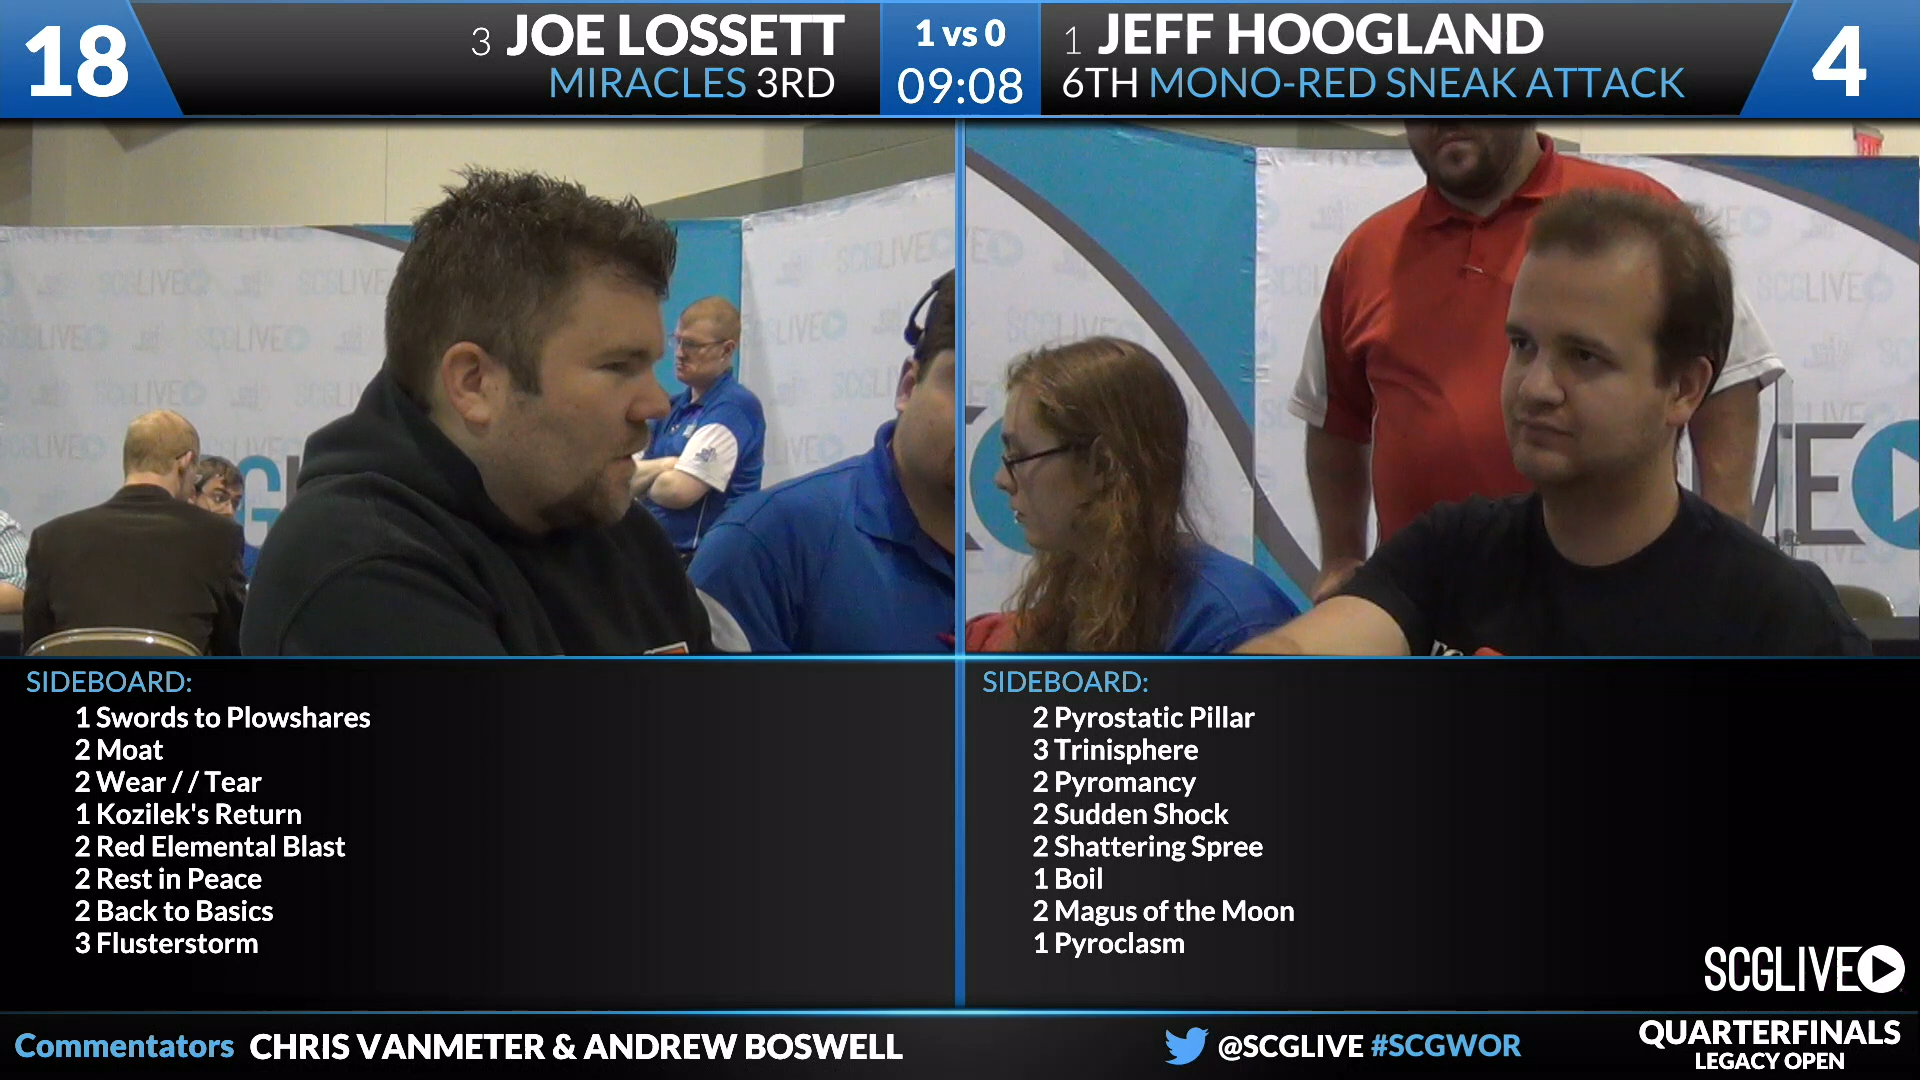 18
3 JOE LOSSETT
MIRACLES 3RD
1 vs 0
09:08
1 JEFF HOOGLAND
6TH MONO-RED SNEAK ATTACK
4
SCGLIVE
SCGLIVE
SCGLIVE
SIDEBOARD:
1 Swords to Plowshares
2 Moat
2 Wear / / Tear
1 Kozilek's Return
2 Red Elemental Blast
2 Rest in Peace
2 Back to Basics
3 Flusterstorm
SIDEBOARD:
2 Pyrostatic Pillar
3 Trinisphere
2 Pyromancy
2 Sudden Shock
2 Shattering Spree
1 Boil
2 Magus of the Moon
1 Pyroclasm
SCGLIVE
Commentators CHRIS VANMETER & ANDREW BOSWELL
@SCGLIVE #SCGWOR
QUARTERFINALS
LEGACY OPEN